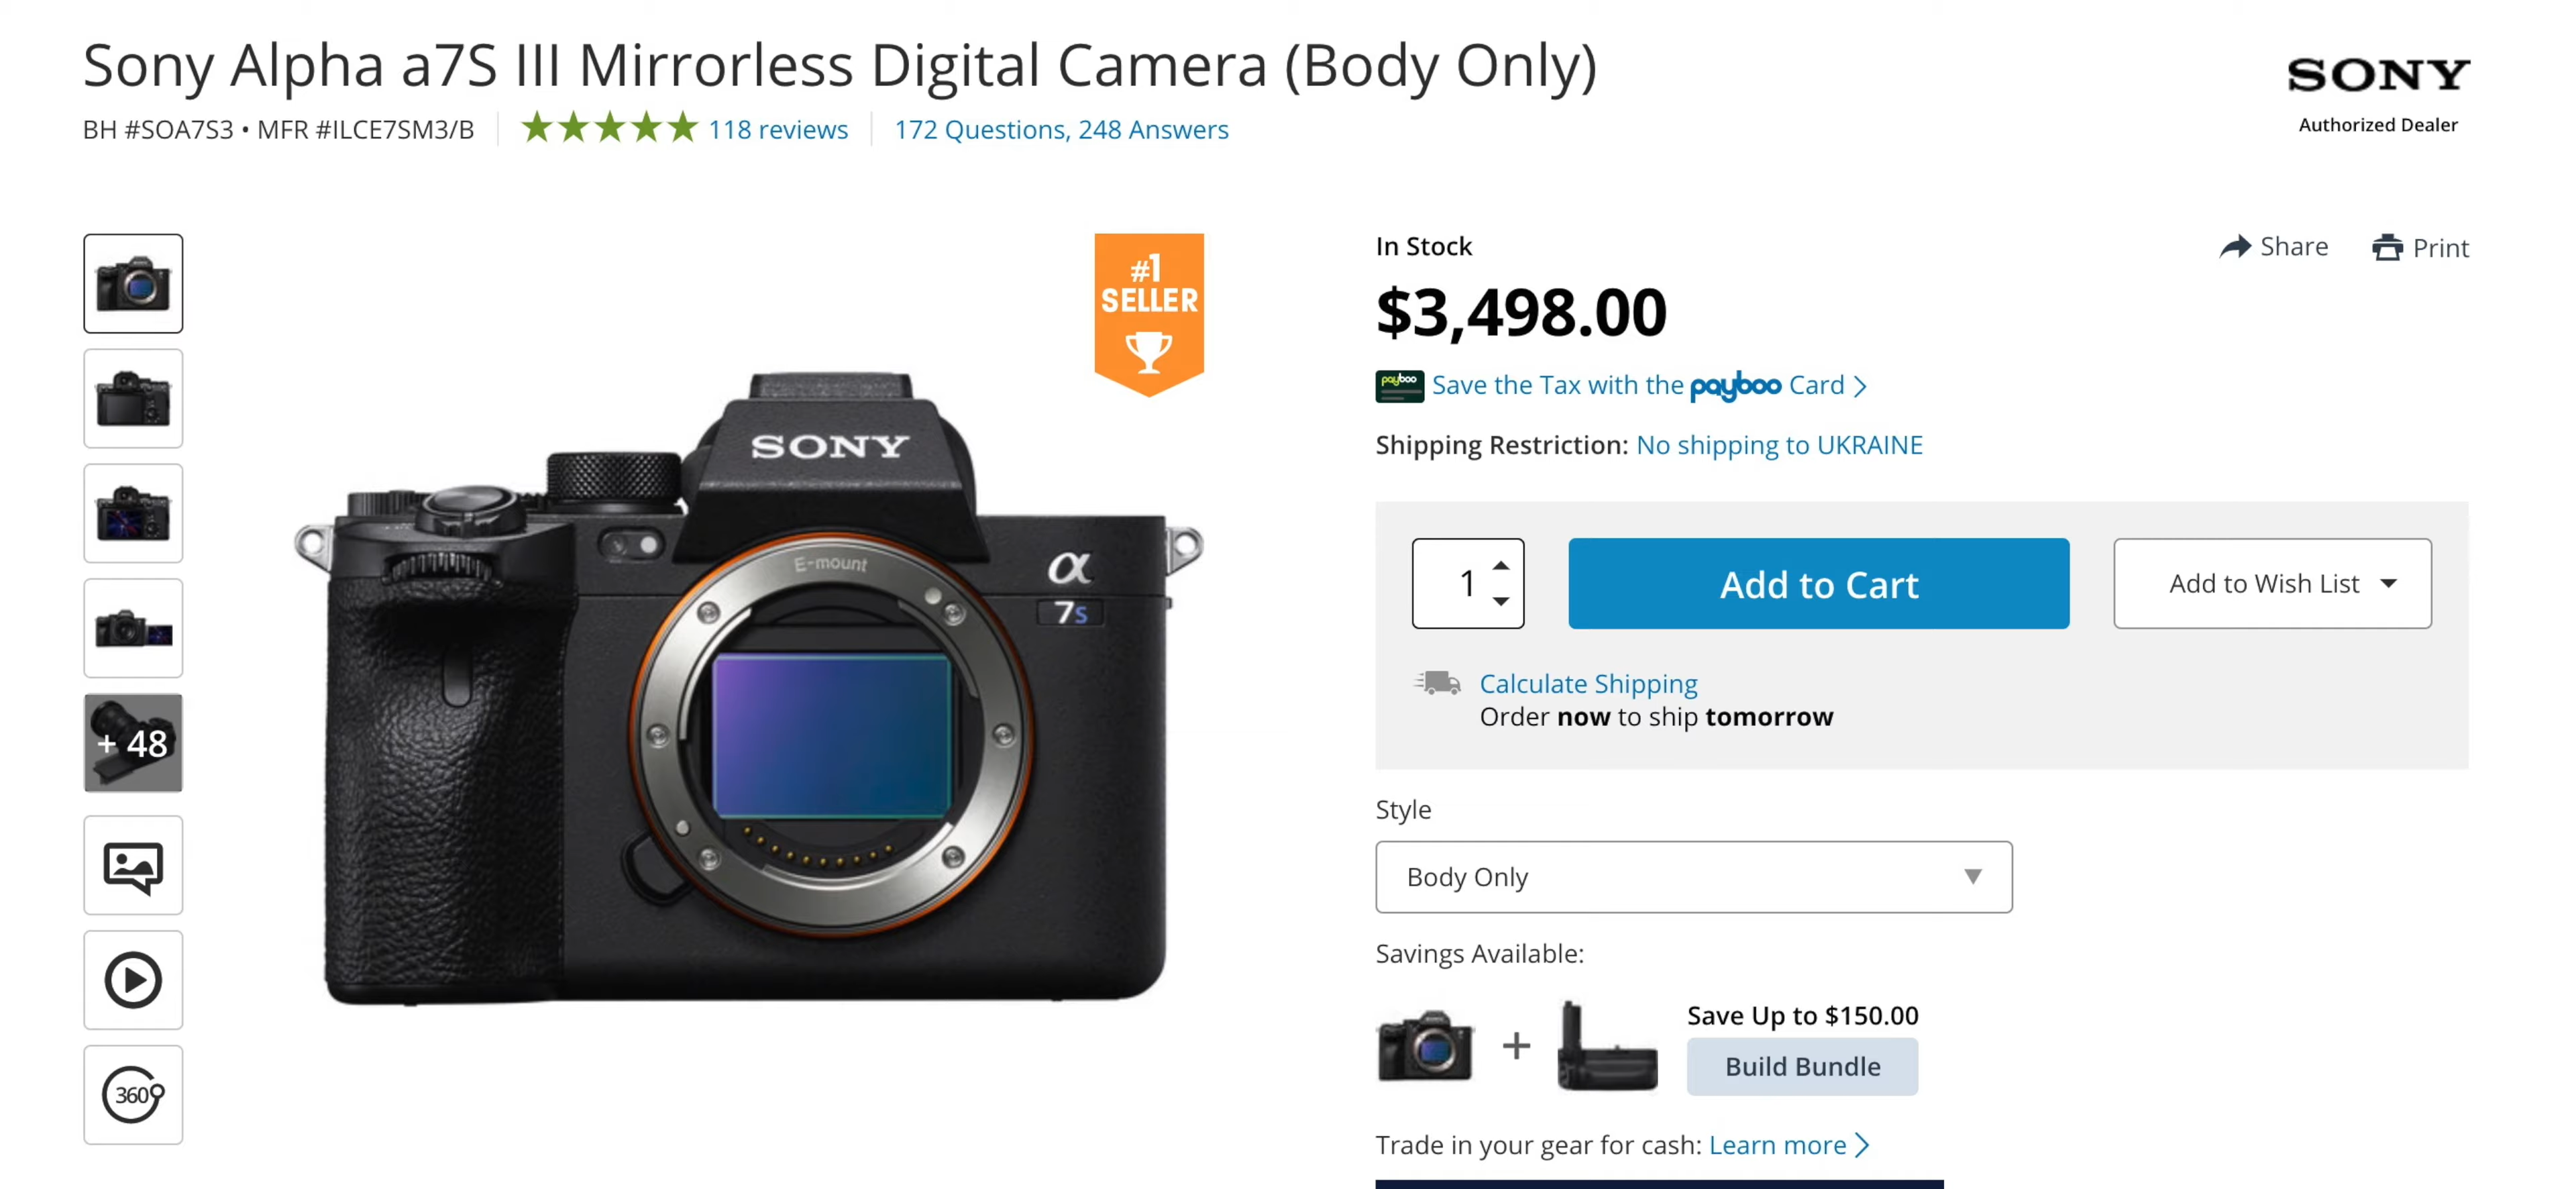 Sony Alpha a7S III Mirrorless Digital Camera (Body Only)
BH #SOA7S3 • MFR #ILCE7SM3/B
118 reviews
172 Questions, 248 Answers
SONY
Authorized Dealer
+ 48
360°
#1
SELLER
SONY
E-mount
α
7s
In Stock
Share
Print
$3,498.00
payboo
Save the Tax with the payboo Card >
Shipping Restriction: No shipping to UKRAINE
1
Add to Cart
Add to Wish List
Calculate Shipping
Order now to ship tomorrow
Style
Body Only
Savings Available:
+
Save Up to $150.00
Build Bundle
Trade in your gear for cash: Learn more >